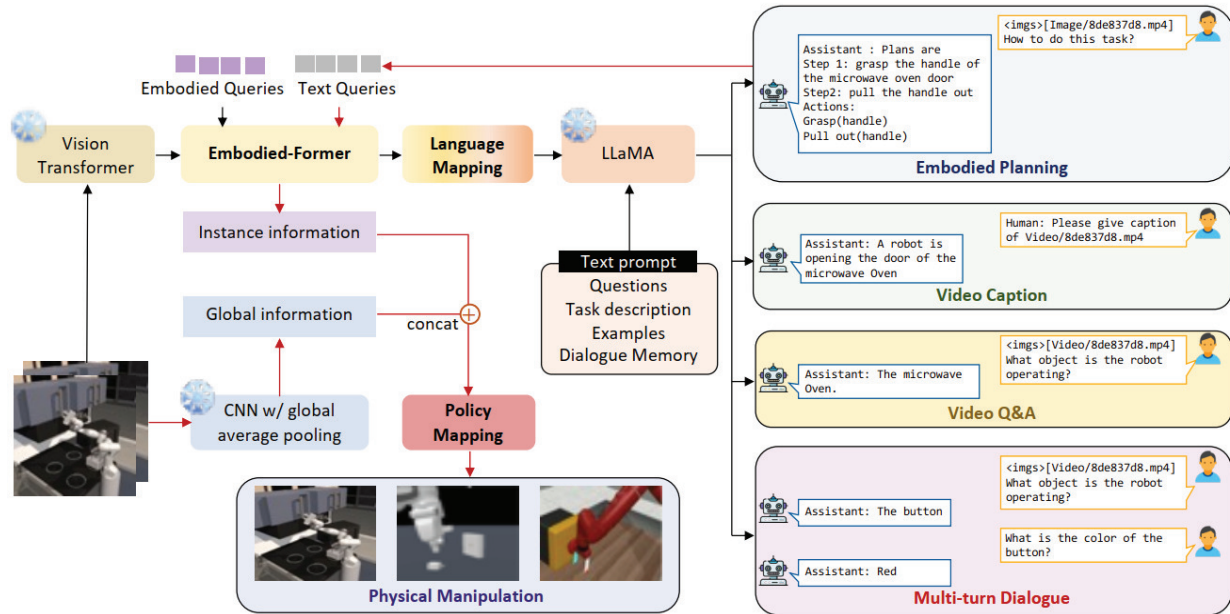 Embodied Queries
Text Queries
Vision
Transformer
Embodied-Former
Language
Mapping
LLaMA
Instance information
Global information
concat
CNN w/ global
average pooling
Policy
Mapping
Text prompt
Questions
Task description
Examples
Dialogue Memory
Physical Manipulation
<imgs>[Image/8de837d8.mp4]
How to do this task?
Assistant : Plans are
Step 1: grasp the handle of
the microwave oven door
Step2: pull the handle out
Actions:
Grasp(handle)
Pull out(handle)
Embodied Planning
Human: Please give caption
of Video/8de837d8.mp4
Assistant: A robot is
opening the door of the
microwave Oven
Video Caption
<imgs>[Video/8de837d8.mp4]
What object is the robot
operating?
Assistant: The microwave
Oven.
Video Q&A
<imgs>[Video/8de837d8.mp4]
What object is the robot
operating?
Assistant: The button
What is the color of the
button?
Assistant: Red
Multi-turn Dialogue